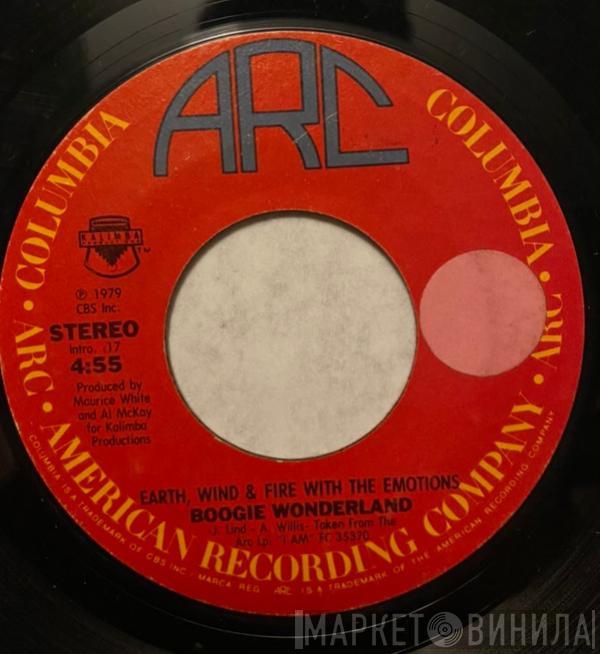 ARC
COLUMBIA • ARC • AMERICAN RECORDING COMPANY • ARC • COLUMBIA
KALIMBA
TM
℗ 1979
CBS Inc.
STEREO
Intro. :17
4:55
Produced by
Maurice White
and Al McKay
for Kalimba
Productions
EARTH, WIND & FIRE WITH THE EMOTIONS
BOOGIE WONDERLAND
J. Lind - A. Willis- Taken From The
Arc Lp. "I AM" FC 35370
COLUMBIA IS A TRADEMARK OF CBS INC. - MARCA REG. ARC IS A TRADEMARK OF THE AMERICAN RECORDING COMPANY
МАРКЕТ ВИНИЛА